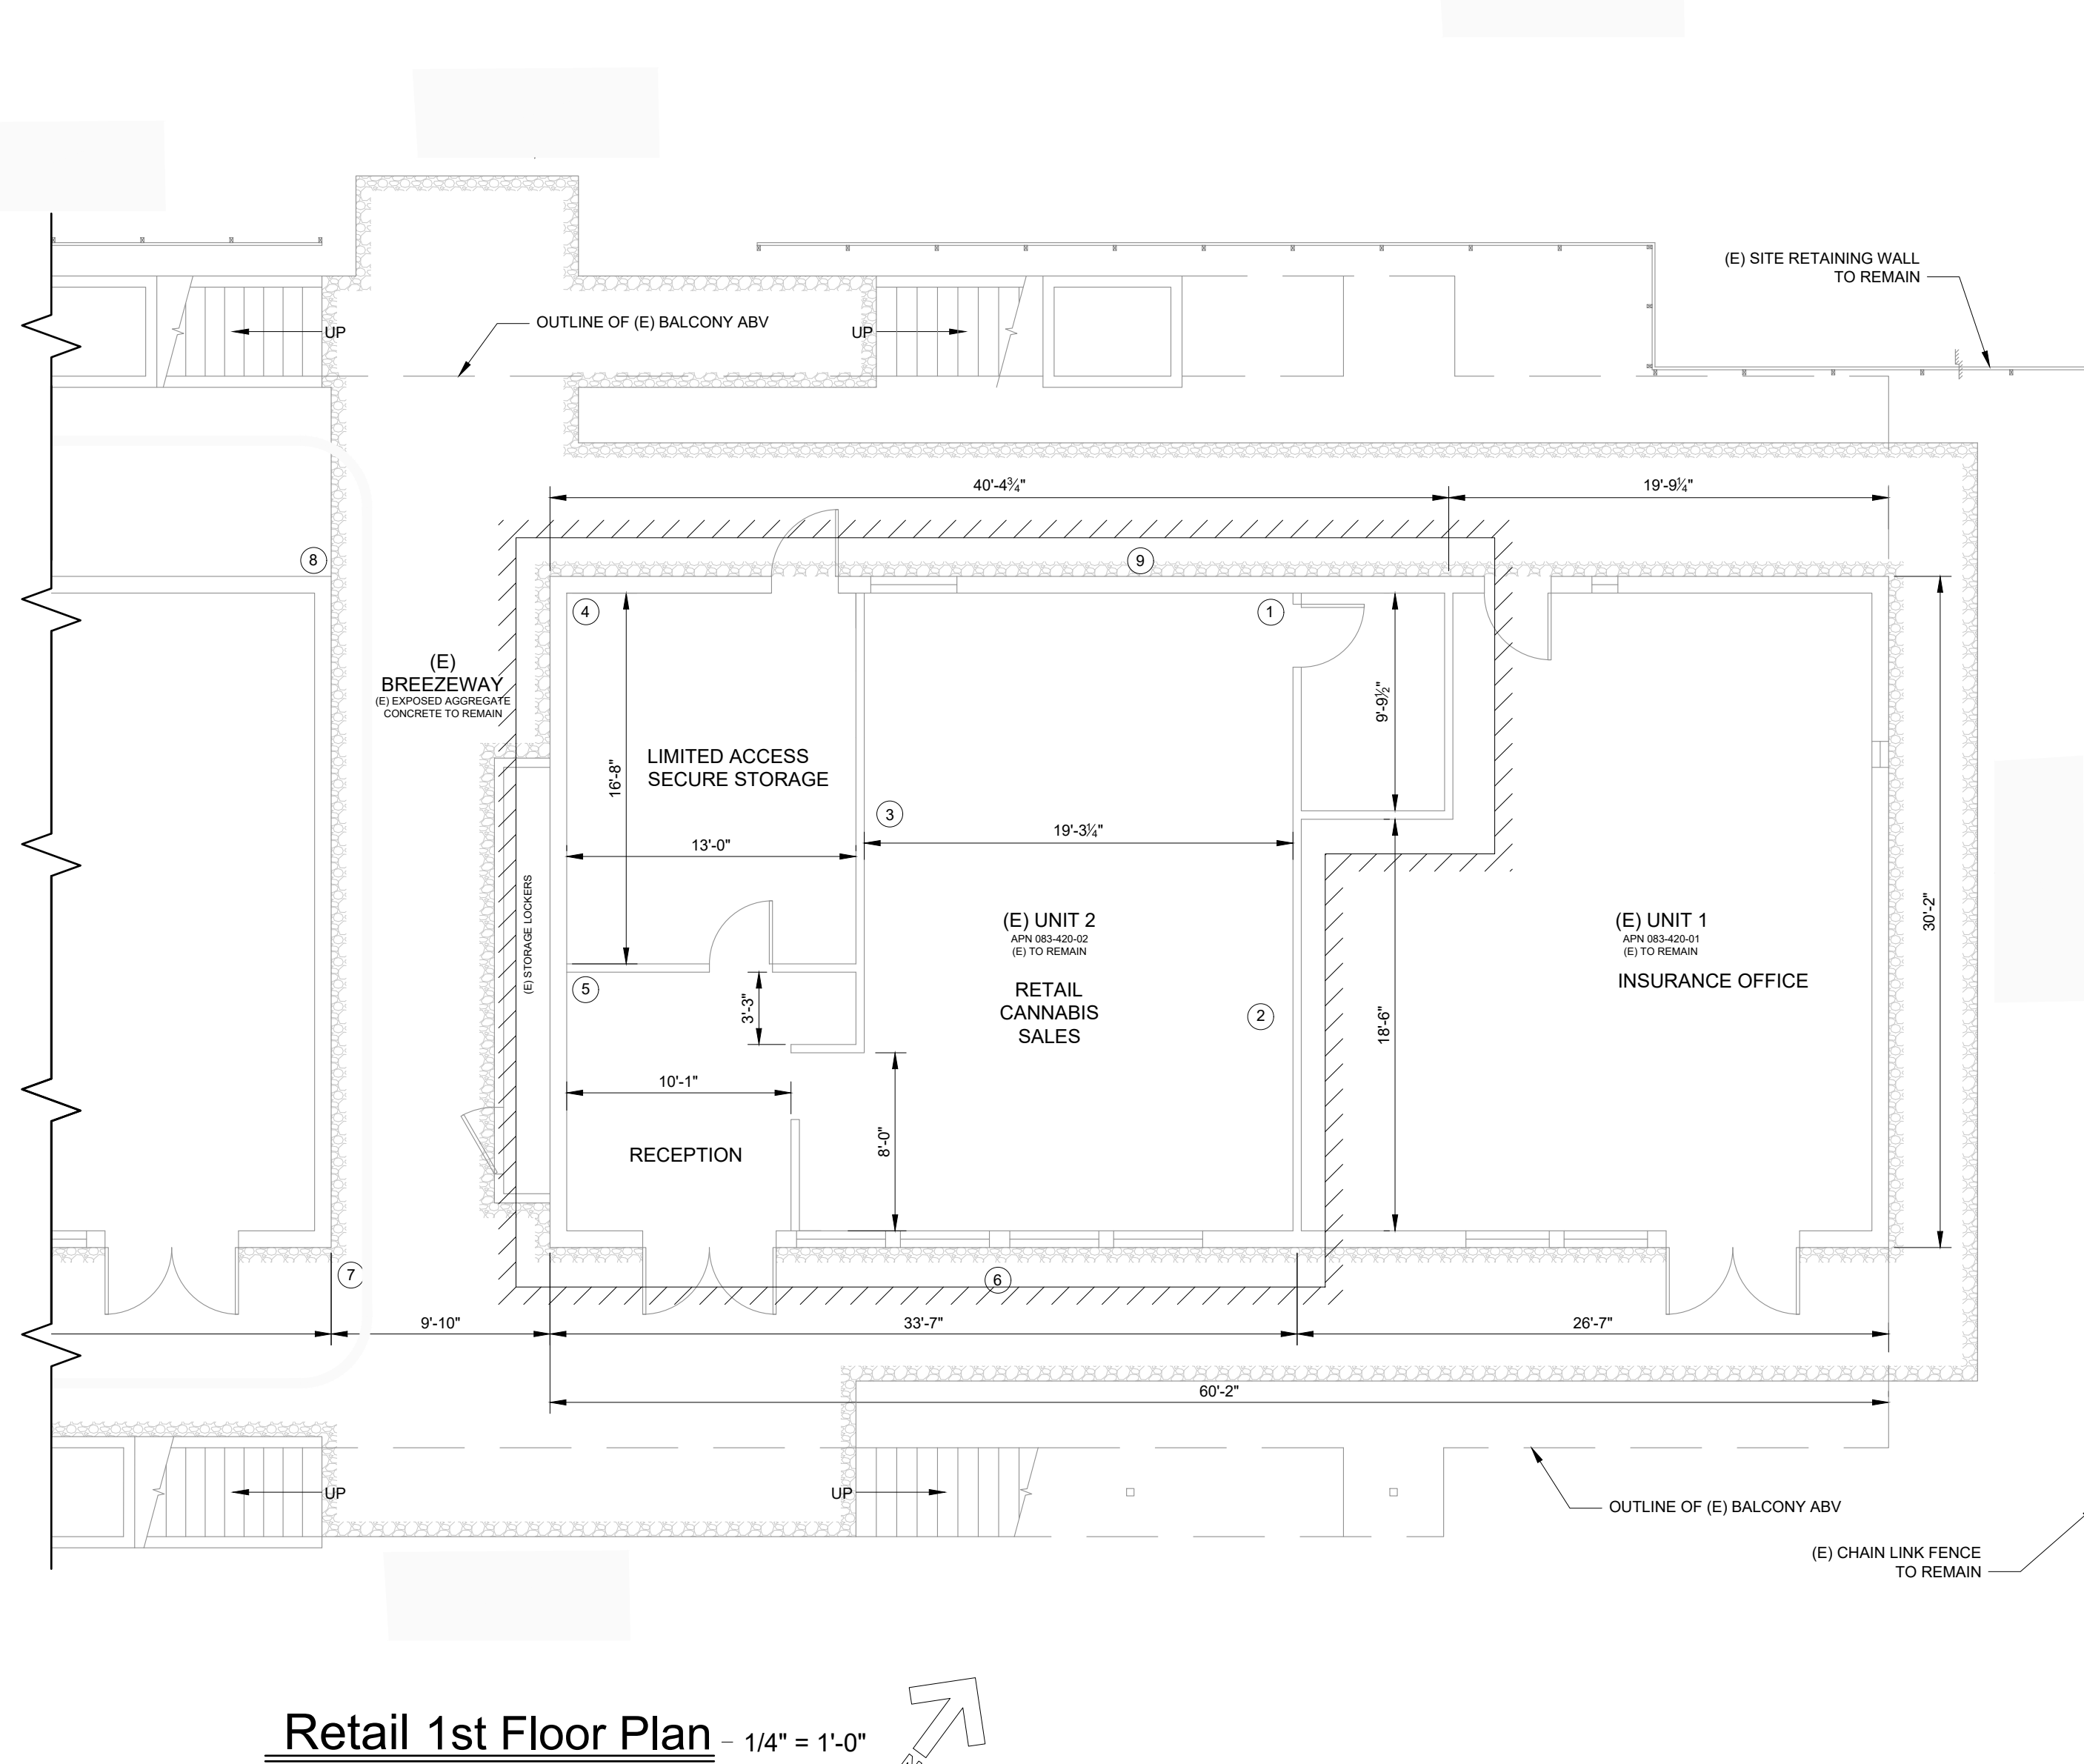 (E) SITE RETAINING WALL
TO REMAIN
UP
OUTLINE OF (E) BALCONY ABV
UP
40'-4¾"
19'-9¼"
8
9
4
1
(E)
BREEZEWAY
(E) EXPOSED AGGREGATE
CONCRETE TO REMAIN
9'-9½"
16'-8"
LIMITED ACCESS
SECURE STORAGE
3
13'-0"
19'-3¼"
(E) STORAGE LOCKERS
(E) UNIT 2
APN 083-420-02
(E) TO REMAIN
RETAIL
CANNABIS
SALES
(E) UNIT 1
APN 083-420-01
(E) TO REMAIN
INSURANCE OFFICE
30'-2"
5
3'-3"
2
18'-6"
10'-1"
8'-0"
RECEPTION
7
6
9'-10"
33'-7"
26'-7"
60'-2"
UP
UP
OUTLINE OF (E) BALCONY ABV
(E) CHAIN LINK FENCE
TO REMAIN
Retail 1st Floor Plan - 1/4" = 1'-0"